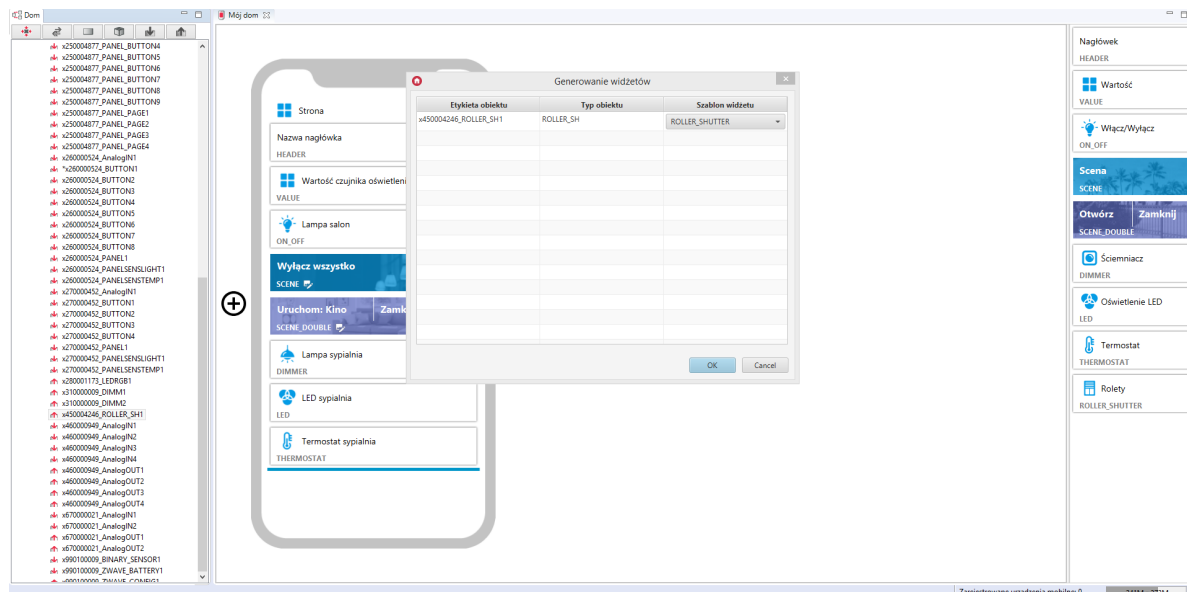 Dom
Mój dom
x250004877_PANEL_BUTTON4
x250004877_PANEL_BUTTON5
x250004877_PANEL_BUTTON6
x250004877_PANEL_BUTTON7
x250004877_PANEL_BUTTON8
x250004877_PANEL_BUTTON9
x250004877_PANEL_PAGE1
x250004877_PANEL_PAGE2
x250004877_PANEL_PAGE3
x250004877_PANEL_PAGE4
x260000524_AnalogIN1
*x260000524_BUTTON1
x260000524_BUTTON2
x260000524_BUTTON3
x260000524_BUTTON4
x260000524_BUTTON5
x260000524_BUTTON6
x260000524_BUTTON7
x260000524_BUTTON8
x260000524_PANEL1
x260000524_PANELSENSLIGHT1
x260000524_PANELSENSTEMP1
x270000452_AnalogIN1
x270000452_BUTTON1
x270000452_BUTTON2
x270000452_BUTTON3
x270000452_BUTTON4
x270000452_PANEL1
x270000452_PANELSENSLIGHT1
x270000452_PANELSENSTEMP1
x280001173_LEDRGB1
x310000009_DIMM1
x310000009_DIMM2
x450004246_ROLLER_SH1
x460000949_AnalogIN1
x460000949_AnalogIN2
x460000949_AnalogIN3
x460000949_AnalogIN4
x460000949_AnalogOUT1
x460000949_AnalogOUT2
x460000949_AnalogOUT3
x460000949_AnalogOUT4
x670000021_AnalogIN1
x670000021_AnalogIN2
x670000021_AnalogOUT1
x670000021_AnalogOUT2
x990100009_BINARY_SENSOR1
x990100009_ZWAVE_BATTERY1
x990100009_ZWAVE_CONFIG1
Strona
Nazwa nagłówka
HEADER
Wartość czujnika oświetleni
VALUE
Lampa salon
ON_OFF
Wyłącz wszystko
SCENE
Uruchom: Kino Zamk
SCENE_DOUBLE
Lampa sypialnia
DIMMER
LED sypialnia
LED
Termostat sypialnia
THERMOSTAT
Generowanie widżetów
Etykieta obiektu Typ obiektu Szablon widżetu
x450004246_ROLLER_SH1 ROLLER_SH ROLLER_SHUTTER
OK Cancel
Nagłówek
HEADER
Wartość
VALUE
Włącz/Wyłącz
ON_OFF
Scena
SCENE
Otwórz Zamknij
SCENE_DOUBLE
Ściemniacz
DIMMER
Oświetlenie LED
LED
Termostat
THERMOSTAT
Rolety
ROLLER_SHUTTER
Zarejestrowane urządzenia mobilne: 0